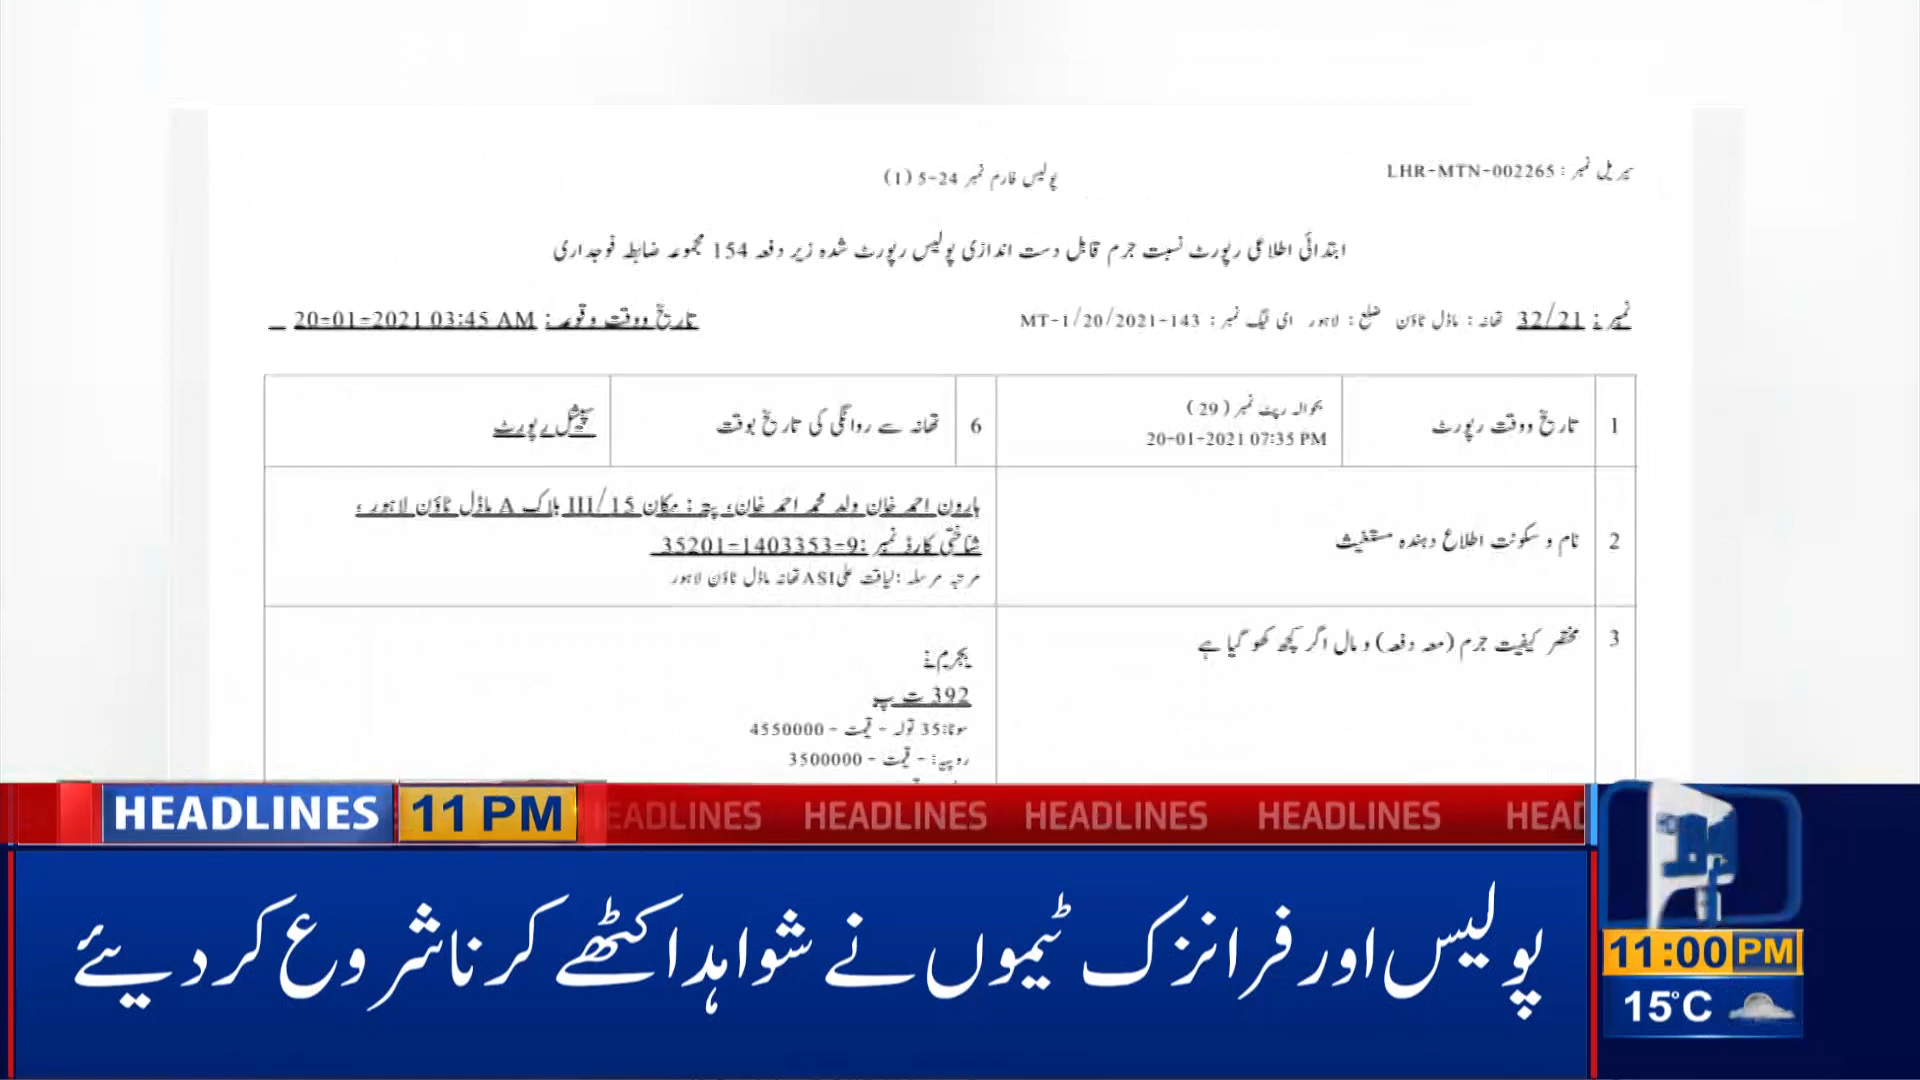 سیریل نمبر : LHR-MTN-002265
پولیس فارم نمبر 24-5 (1)
ابتدائی اطلاعی رپورٹ نسبت جرم قابل دست اندازی پولیس رپورٹ شدہ زیر دفعہ 154 مجموعہ ضابطہ فوجداری
نمبر : 32/21 تھانہ : ماڈل ٹاؤن ضلع : لاہور ای ٹیگ نمبر : MT-1/20/2021-143
تاریخ ووقت وقوعہ : 20-01-2021 03:45 AM
1 تاریخ ووقت رپورٹ
بحوالہ رپٹ نمبر (29)
20-01-2021 07:35 PM
6 تھانہ سے روانگی کی تاریخ بوقت
سپیشل رپورٹ
2 نام و سکونت اطلاع دہندہ مستغیث
ہارون احمد خان ولد محمد احمد خان، پتہ : مکان 15/III بلاک A ماڈل ٹاؤن لاہور ،
شناختی کارڈ نمبر :35201-1403353-9
مرتبہ مرسلہ :لیاقت علی ASI تھانہ ماڈل ٹاؤن لاہور
3 مختصر کیفیت جرم (معہ دفعہ) و مال اگر کچھ کھو گیا ہے
بجرم :
392 ت پ
سونا:35 تولہ - قیمت - 4550000
روپیہ: - قیمت - 3500000
HEADLINES 11 PM
EADLINES HEADLINES HEADLINES HEADLINES HEAD
پولیس اور فرانزک ٹیموں نے شواہد اکٹھے کرنا شروع کر دیئے
11:00 PM
15°C